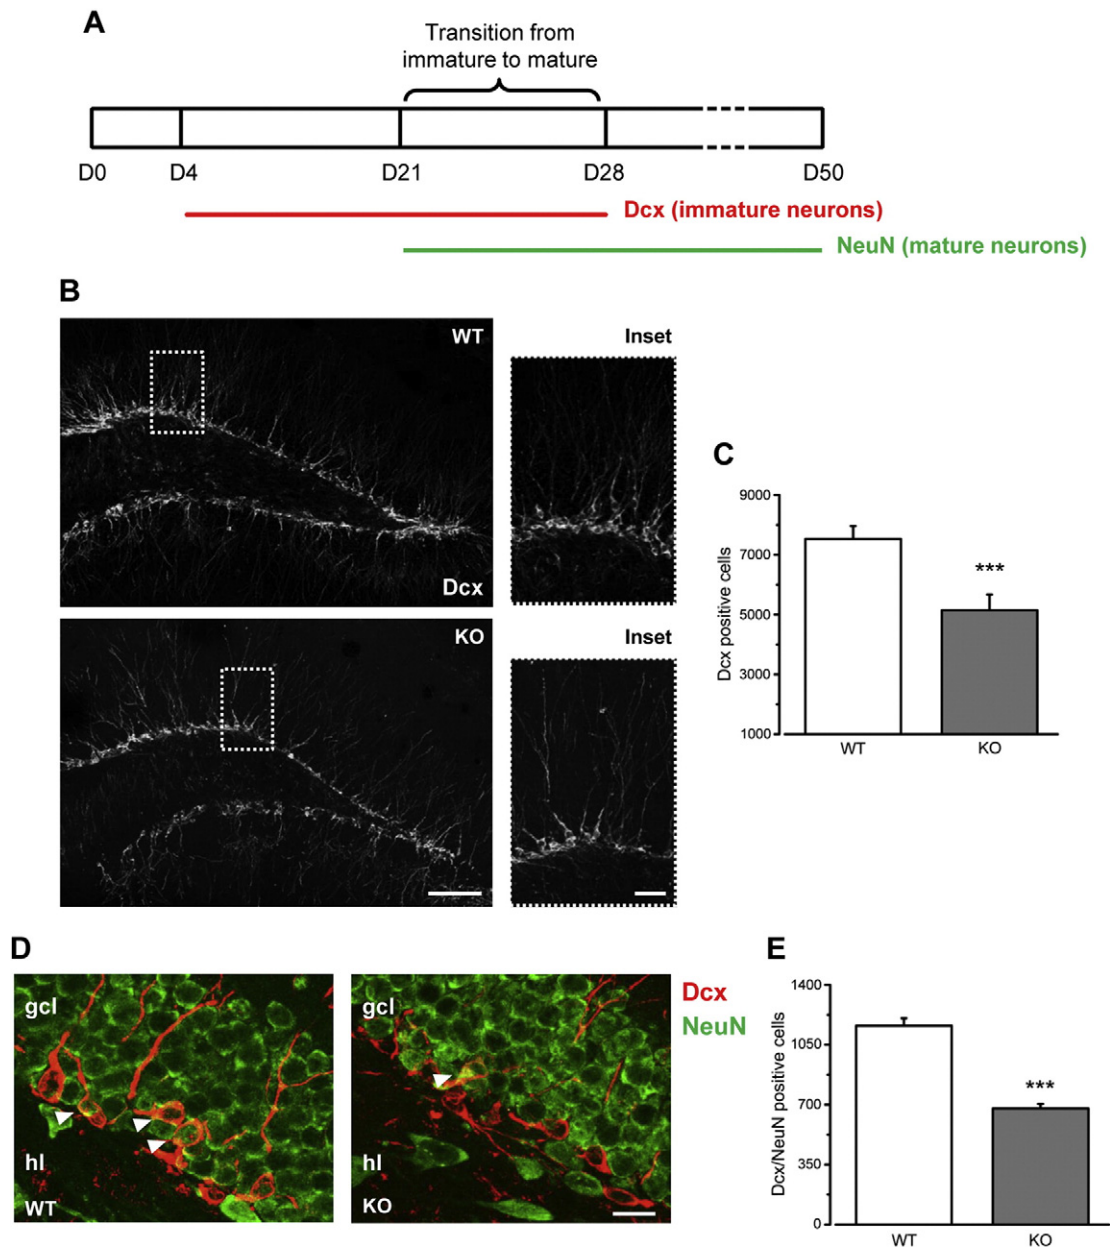 A
Transition from
immature to mature
D0 D4 D21 D28 D50
Dcx (immature neurons)
NeuN (mature neurons)
B
WT
Dcx
Inset
KO
Inset
C
9000
7000
5000
3000
1000
Dcx positive cells
***
WT KO
D
gcl
hl
WT
gcl
hl
KO
Dcx
NeuN
E
1400
1050
700
350
0
Dcx/NeuN positive cells
***
WT KO